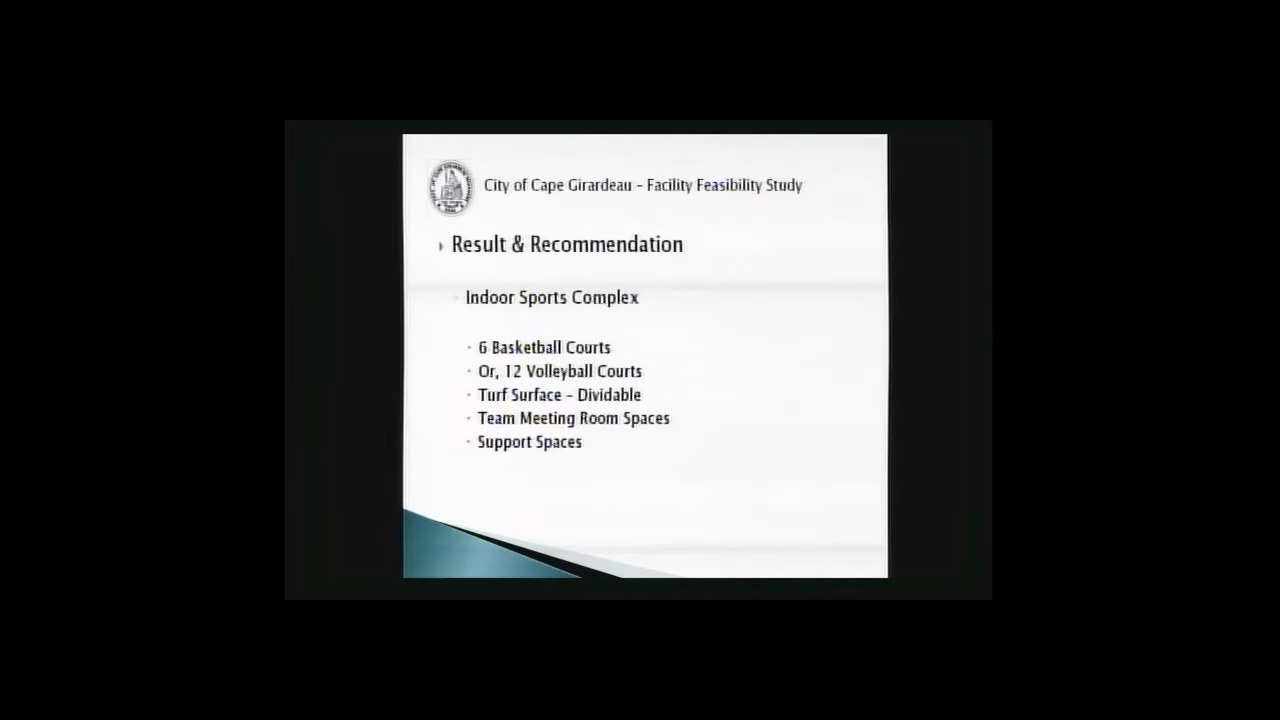 City of Cape Girardeau – Facility Feasibility Study
Result & Recommendation
Indoor Sports Complex
6 Basketball Courts
Or, 12 Volleyball Courts
Turf Surface – Dividable
Team Meeting Room Spaces
Support Spaces